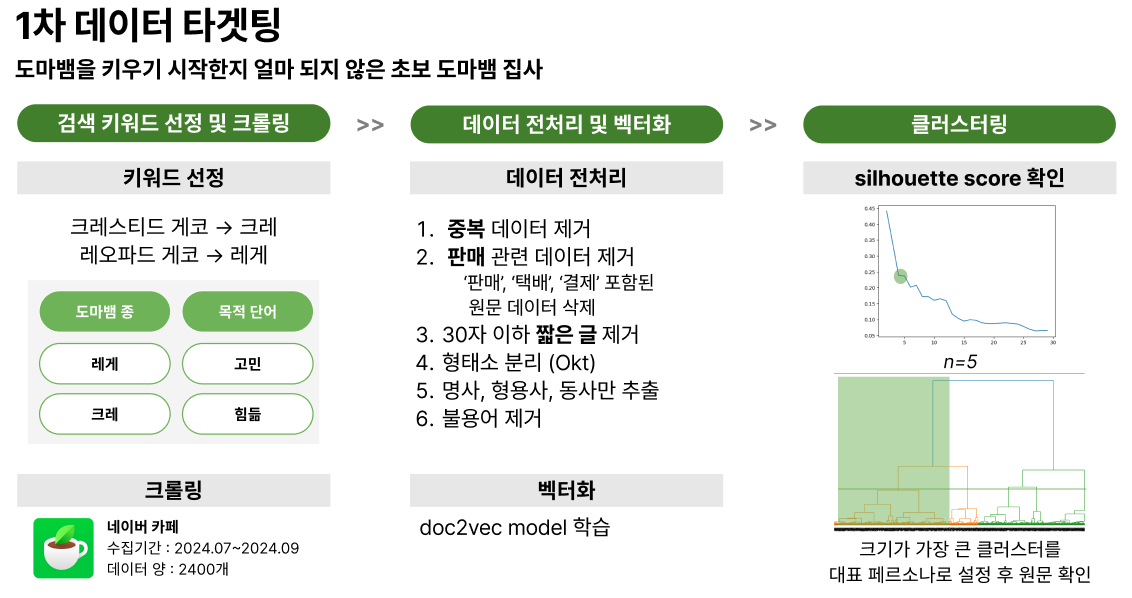 1차 데이터 타겟팅
도마뱀을 키우기 시작한지 얼마 되지 않은 초보 도마뱀 집사
검색 키워드 선정 및 크롤링
>>
데이터 전처리 및 벡터화
>>
클러스터링
키워드 선정
크레스티드 게코 → 크레
레오파드 게코 → 레게
도마뱀 종
목적 단어
레게
고민
크레
힘듦
크롤링
네이버 카페
수집기간 : 2024.07~2024.09
데이터 양 : 2400개
데이터 전처리
1. 중복 데이터 제거
2. 판매 관련 데이터 제거
‘판매’, ‘택배’, ‘결제’ 포함된
원문 데이터 삭제
3. 30자 이하 짧은 글 제거
4. 형태소 분리 (Okt)
5. 명사, 형용사, 동사만 추출
6. 불용어 제거
벡터화
doc2vec model 학습
silhouette score 확인
0.45
0.40
0.35
0.30
0.25
0.20
0.15
0.10
0.05
5 10 15 20 25 30
n=5
크기가 가장 큰 클러스터를
대표 페르소나로 설정 후 원문 확인